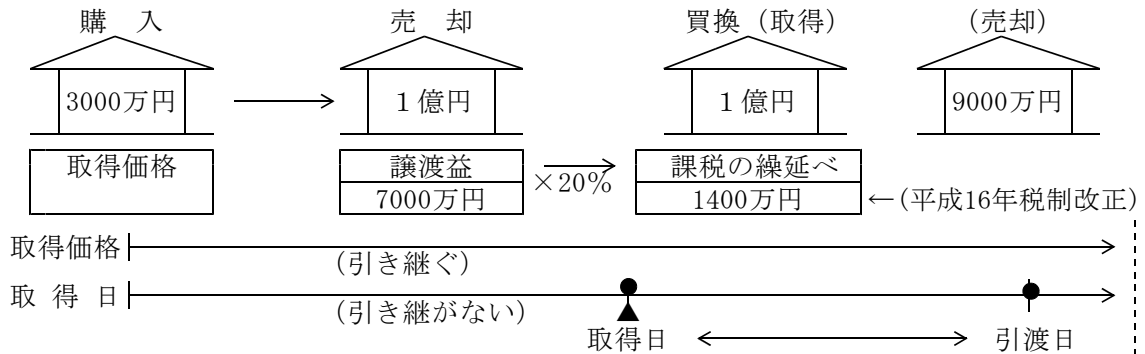 購　入　売　却　買換（取得）　（売却）
3000万円　１億円　１億円　9000万円
取得価格　譲渡益　×20%　課税の繰延べ
7000万円　1400万円　←（平成16年税制改正）
取得価格　（引き継ぐ）
取 得 日　（引き継がない）
取得日　引渡日